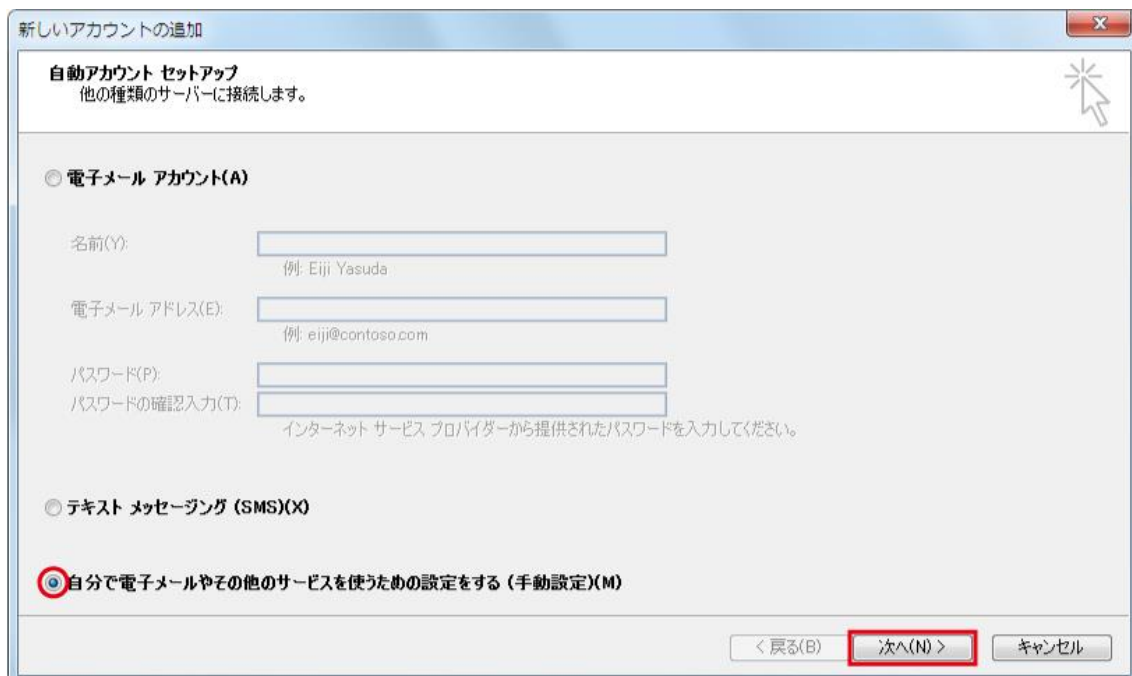 新しいアカウントの追加
自動アカウント セットアップ
他の種類のサーバーに接続します。
電子メール アカウント(A)
名前(Y):
例: Eiji Yasuda
電子メール アドレス(E):
例: eiji@contoso.com
パスワード(P):
パスワードの確認入力(T):
インターネット サービス プロバイダーから提供されたパスワードを入力してください。
テキスト メッセージング (SMS)(X)
自分で電子メールやその他のサービスを使うための設定をする (手動設定)(M)
< 戻る(B) 次へ(N) > キャンセル